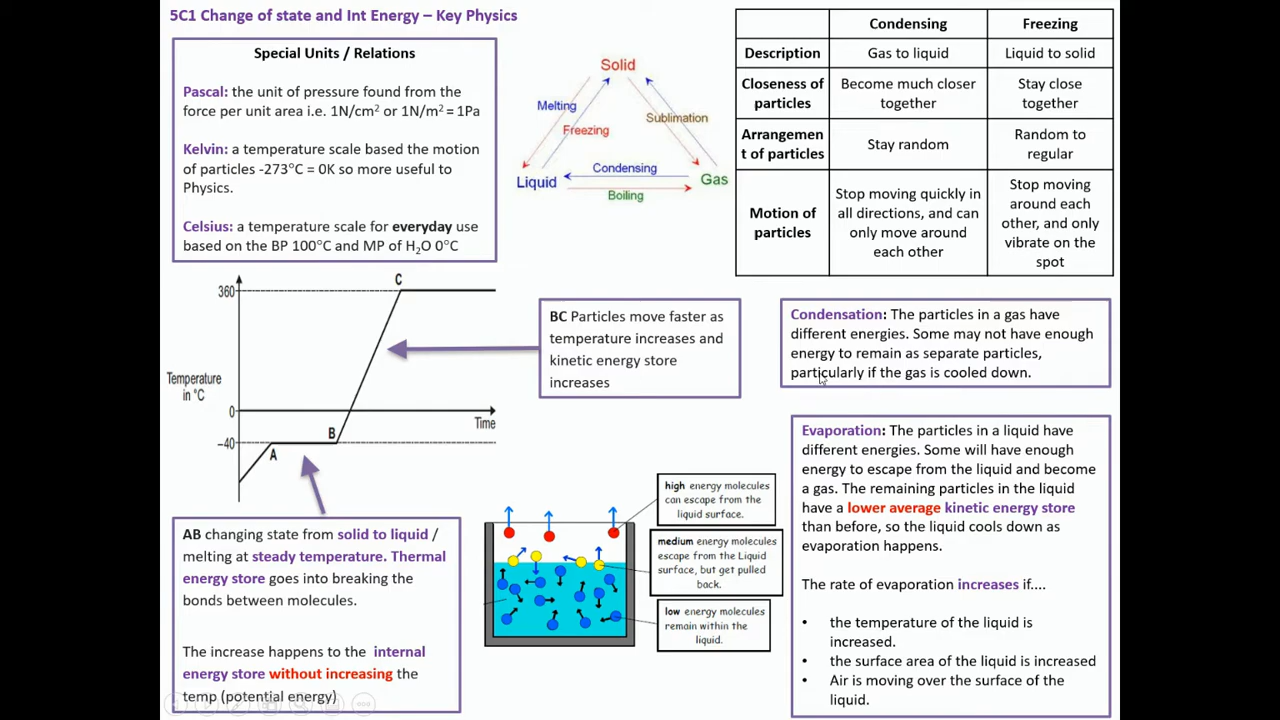 5C1 Change of state and Int Energy – Key Physics
Special Units / Relations
Pascal: the unit of pressure found from the
force per unit area i.e. 1N/cm² or 1N/m² = 1Pa
Kelvin: a temperature scale based the motion
of particles -273°C = 0K so more useful to
Physics.
Celsius: a temperature scale for everyday use
based on the BP 100°C and MP of H₂O 0°C
Solid
Melting
Freezing
Sublimation
Condensing
Liquid
Gas
Boiling
Condensing
Freezing
Description
Gas to liquid
Liquid to solid
Closeness of
particles
Become much closer
together
Stay close
together
Arrangemen
t of particles
Stay random
Random to
regular
Motion of
particles
Stop moving quickly in
all directions, and can
only move around
each other
Stop moving
around each
other, and only
vibrate on the
spot
C
360
Temperature
in °C
0
Time
B
–40
A
BC Particles move faster as
temperature increases and
kinetic energy store
increases
Condensation: The particles in a gas have
different energies. Some may not have enough
energy to remain as separate particles,
particularly if the gas is cooled down.
AB changing state from solid to liquid /
melting at steady temperature. Thermal
energy store goes into breaking the
bonds between molecules.
The increase happens to the internal
energy store without increasing the
temp (potential energy)
high energy molecules
can escape from the
liquid surface.
medium energy molecules
escape from the Liquid
surface, but get pulled
back.
low energy molecules
remain within the
liquid.
Evaporation: The particles in a liquid have
different energies. Some will have enough
energy to escape from the liquid and become
a gas. The remaining particles in the liquid
have a lower average kinetic energy store
than before, so the liquid cools down as
evaporation happens.
The rate of evaporation increases if....
• the temperature of the liquid is
increased.
• the surface area of the liquid is increased
• Air is moving over the surface of the
liquid.